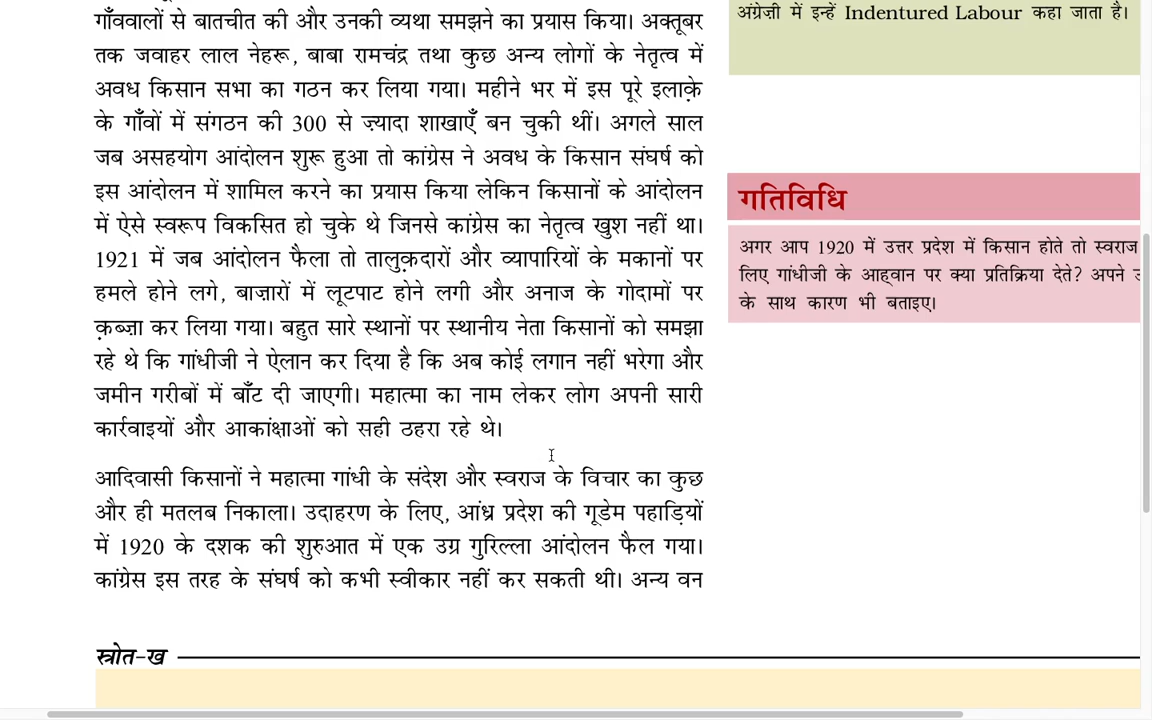 गाँववालों से बातचीत की और उनकी व्यथा समझने का प्रयास किया। अक्तूबर
तक जवाहर लाल नेहरू, बाबा रामचंद्र तथा कुछ अन्य लोगों के नेतृत्व में
अवध किसान सभा का गठन कर लिया गया। महीने भर में इस पूरे इलाक़े
के गाँवों में संगठन की 300 से ज़्यादा शाखाएँ बन चुकी थीं। अगले साल
जब असहयोग आंदोलन शुरू हुआ तो कांग्रेस ने अवध के किसान संघर्ष को
इस आंदोलन में शामिल करने का प्रयास किया लेकिन किसानों के आंदोलन
में ऐसे स्वरूप विकसित हो चुके थे जिनसे कांग्रेस का नेतृत्व खुश नहीं था।
1921 में जब आंदोलन फैला तो तालुक़दारों और व्यापारियों के मकानों पर
हमले होने लगे, बाज़ारों में लूटपाट होने लगी और अनाज के गोदामों पर
क़ब्ज़ा कर लिया गया। बहुत सारे स्थानों पर स्थानीय नेता किसानों को समझा
रहे थे कि गांधीजी ने ऐलान कर दिया है कि अब कोई लगान नहीं भरेगा और
जमीन गरीबों में बाँट दी जाएगी। महात्मा का नाम लेकर लोग अपनी सारी
कार्रवाइयों और आकांक्षाओं को सही ठहरा रहे थे।
आदिवासी किसानों ने महात्मा गांधी के संदेश और स्वराज के विचार का कुछ
और ही मतलब निकाला। उदाहरण के लिए, आंध्र प्रदेश की गूडेम पहाड़ियों
में 1920 के दशक की शुरुआत में एक उग्र गुरिल्ला आंदोलन फैल गया।
कांग्रेस इस तरह के संघर्ष को कभी स्वीकार नहीं कर सकती थी। अन्य वन
स्त्रोत-ख
अंग्रेज़ी में इन्हें Indentured Labour कहा जाता है।
गतिविधि
अगर आप 1920 में उत्तर प्रदेश में किसान होते तो स्वराज
लिए गांधीजी के आह्वान पर क्या प्रतिक्रिया देते? अपने
के साथ कारण भी बताइए।